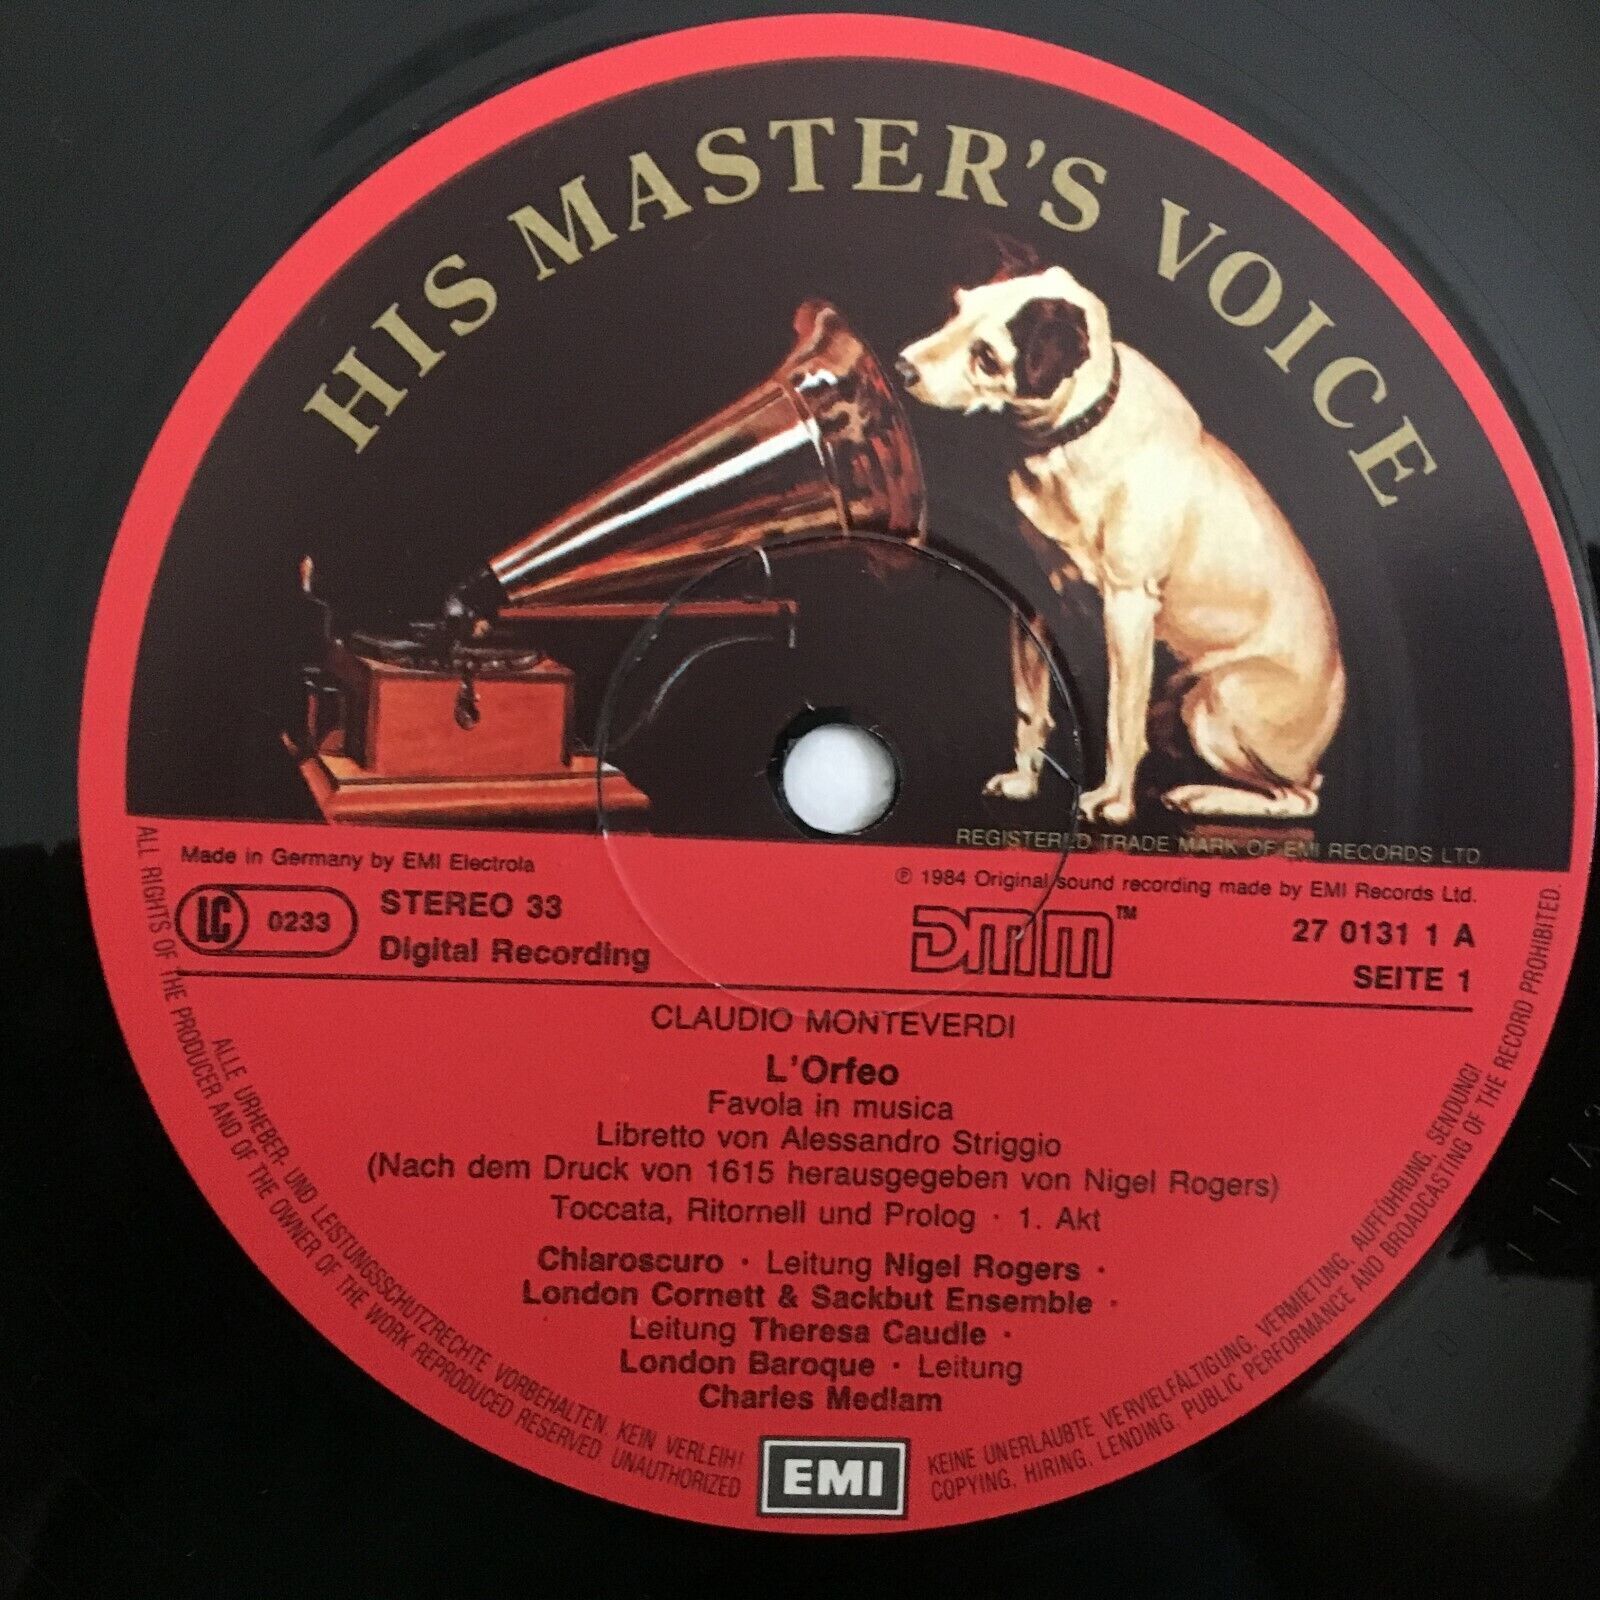 HIS MASTER'S VOICE
REGISTERED TRADE MARK OF EMI RECORDS LTD
Made in Germany by EMI Electrola
℗ 1984 Original sound recording made by EMI Records Ltd.
LC 0233
STEREO 33
Digital Recording
DMM™
27 0131 1 A
SEITE 1
CLAUDIO MONTEVERDI
L'Orfeo
Favola in musica
Libretto von Alessandro Striggio
(Nach dem Druck von 1615 herausgegeben von Nigel Rogers)
Toccata, Ritornell und Prolog · 1. Akt
Chiaroscuro · Leitung Nigel Rogers ·
London Cornett & Sackbut Ensemble ·
Leitung Theresa Caudle ·
London Baroque · Leitung
Charles Medlam
EMI
ALLE URHEBER- UND LEISTUNGSSCHUTZRECHTE VORBEHALTEN. KEIN VERLEIH!
KEINE UNERLAUBTE VERVIELFÄLTIGUNG, VERMIETUNG, AUFFÜHRUNG, SENDUNG!
ALL RIGHTS OF THE PRODUCER AND OF THE OWNER OF THE WORK REPRODUCED RESERVED. UNAUTHORIZED
COPYING, HIRING, LENDING, PUBLIC PERFORMANCE AND BROADCASTING OF THE RECORD PROHIBITED.